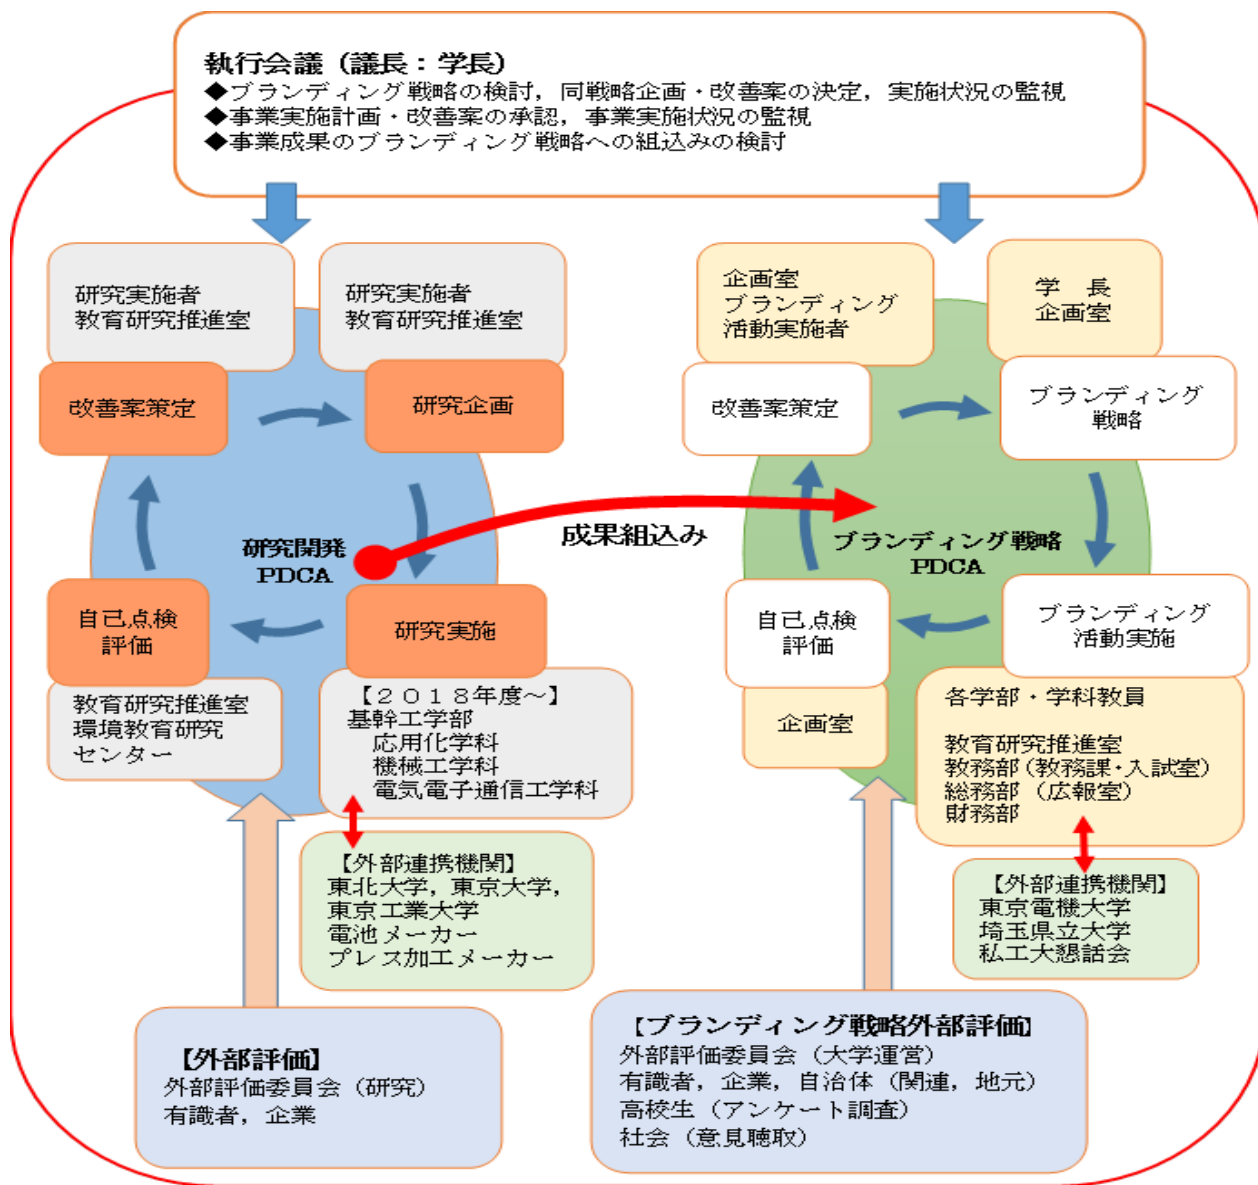 執行会議（議長：学長）
◆ブランディング戦略の検討，同戦略企画・改善案の決定，実施状況の監視
◆事業実施計画・改善案の承認，事業実施状況の監視
◆事業成果のブランディング戦略への組込みの検討
研究実施者
教育研究推進室
研究実施者
教育研究推進室
改善案策定
研究企画
研究開発
PDCA
自己点検
評価
研究実施
教育研究推進室
環境教育研究
センター
【２０１８年度～】
基幹工学部
応用化学科
機械工学科
電気電子通信工学科
【外部連携機関】
東北大学，東京大学，
東京工業大学
電池メーカー
プレス加工メーカー
【外部評価】
外部評価委員会（研究）
有識者，企業
成果組込み
企画室
ブランディング
活動実施者
学　長
企画室
改善案策定
ブランディング
戦略
ブランディング戦略
PDCA
自己点検
評価
ブランディング
活動実施
企画室
各学部・学科教員
教育研究推進室
教務部（教務課・入試室）
総務部（広報室）
財務部
【外部連携機関】
東京電機大学
埼玉県立大学
私工大懇話会
【ブランディング戦略外部評価】
外部評価委員会（大学運営）
有識者，企業，自治体（関連，地元）
高校生（アンケート調査）
社会（意見聴取）